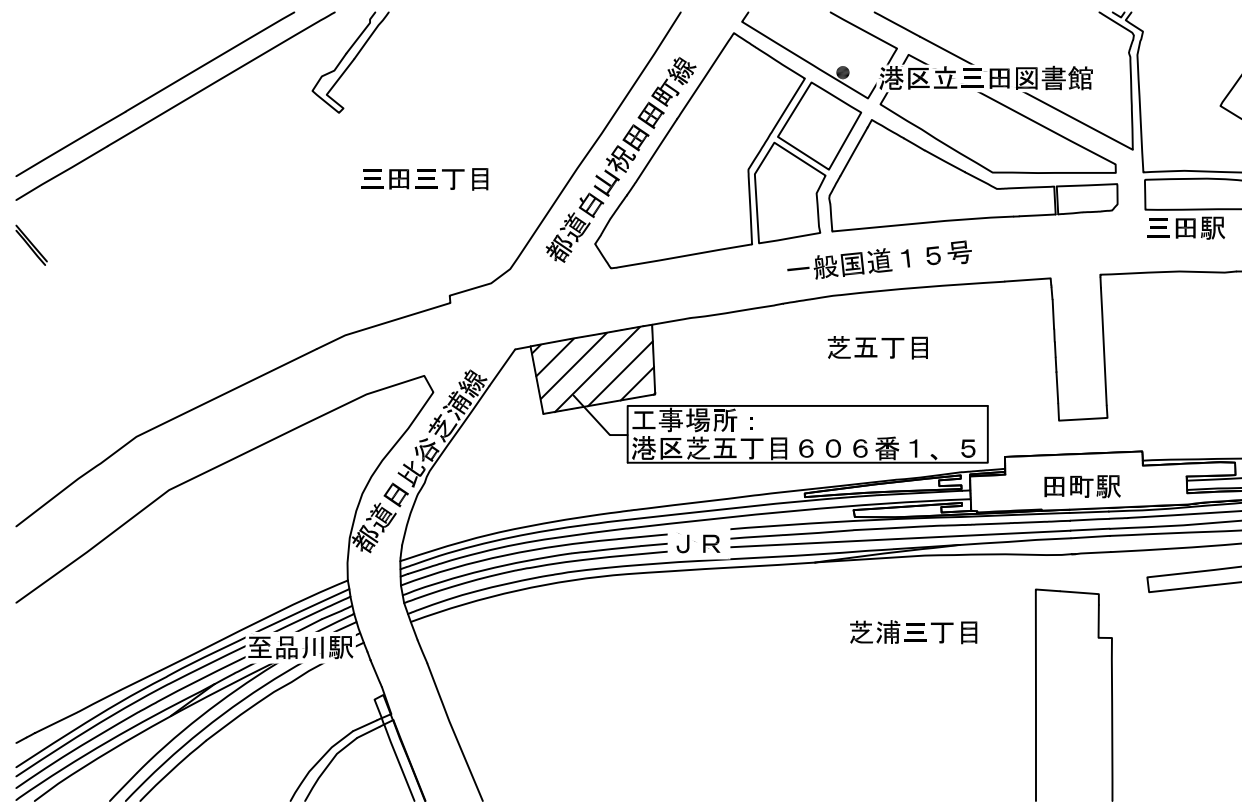 港区立三田図書館
都道白山祝田田町線
三田三丁目
三田駅
一般国道１５号
芝五丁目
都道日比谷芝浦線
工事場所：
港区芝五丁目６０６番１、５
田町駅
ＪＲ
芝浦三丁目
至品川駅